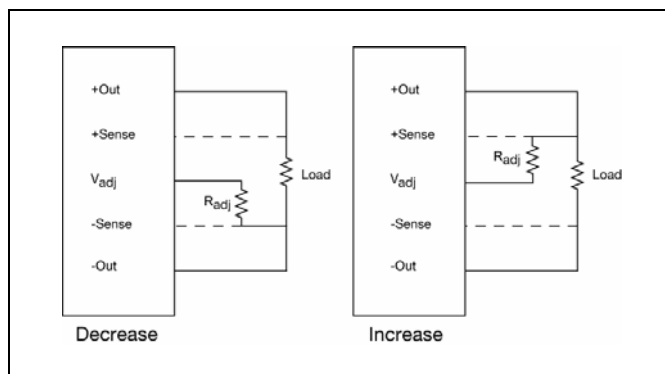 +Out
+Sense
Vadj
Radj
-Sense
-Out
Load
Decrease
+Out
+Sense
Radj
Vadj
-Sense
-Out
Load
Increase